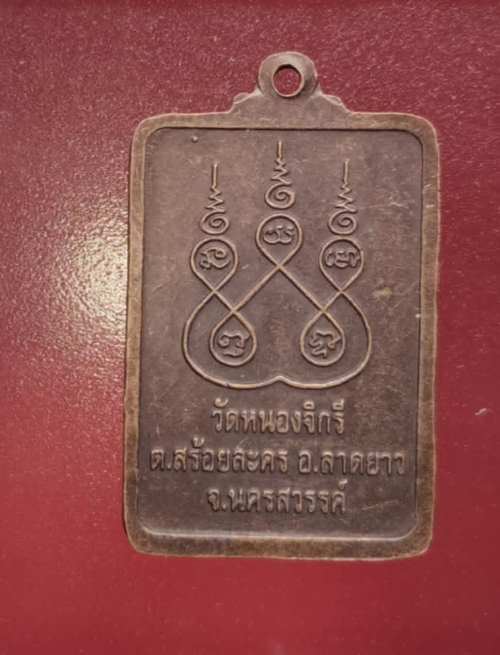 วัดหนองจิกรี
ต.สร้อยละคร อ.ลาดยาว
จ.นครสวรรค์